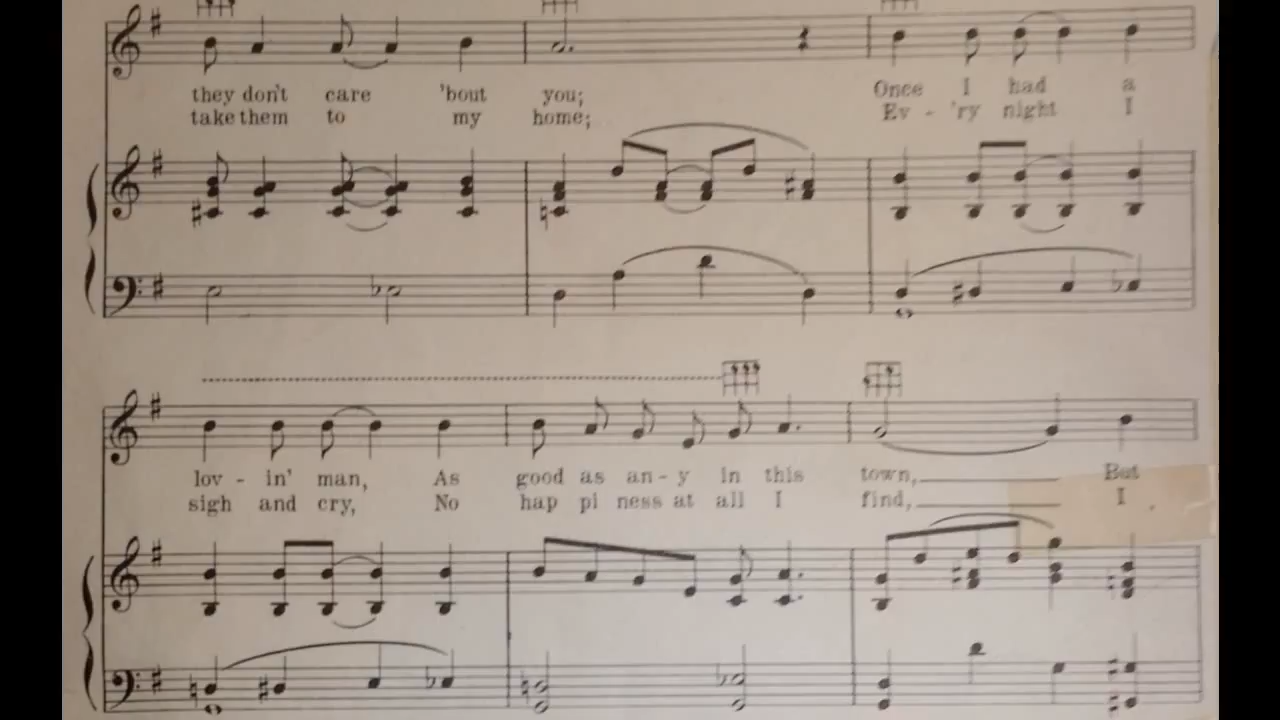 they don't care 'bout you; Once I had a
take them to my home; Ev - 'ry night I
lov - in' man, As good as an - y in this town, But
sigh and cry, No hap pi ness at all I find, I